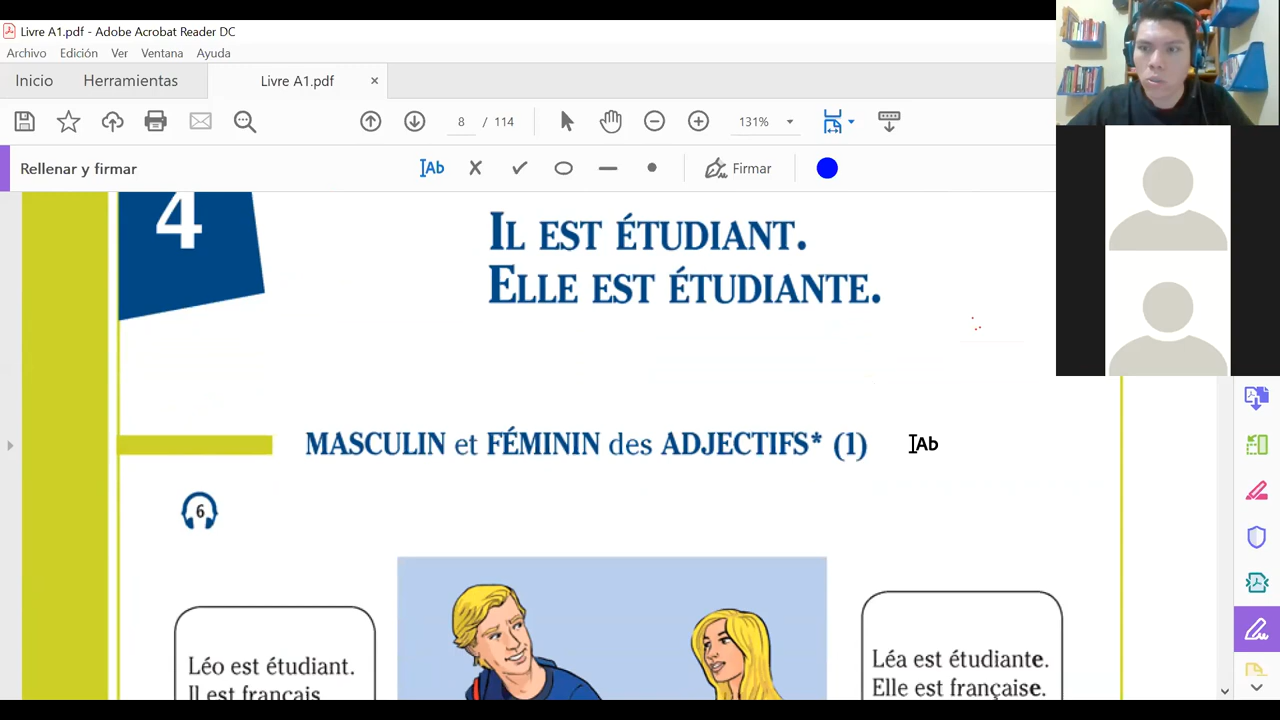 Livre A1.pdf - Adobe Acrobat Reader DC
Archivo Edición Ver Ventana Ayuda
Inicio Herramientas Livre A1.pdf ×
8 / 114 131%
Rellenar y firmar Ab Firmar
4
IL EST ÉTUDIANT.
ELLE EST ÉTUDIANTE.
MASCULIN et FÉMININ des ADJECTIFS* (1)
Ab
6
Léo est étudiant.
Il est français
Léa est étudiante.
Elle est française.